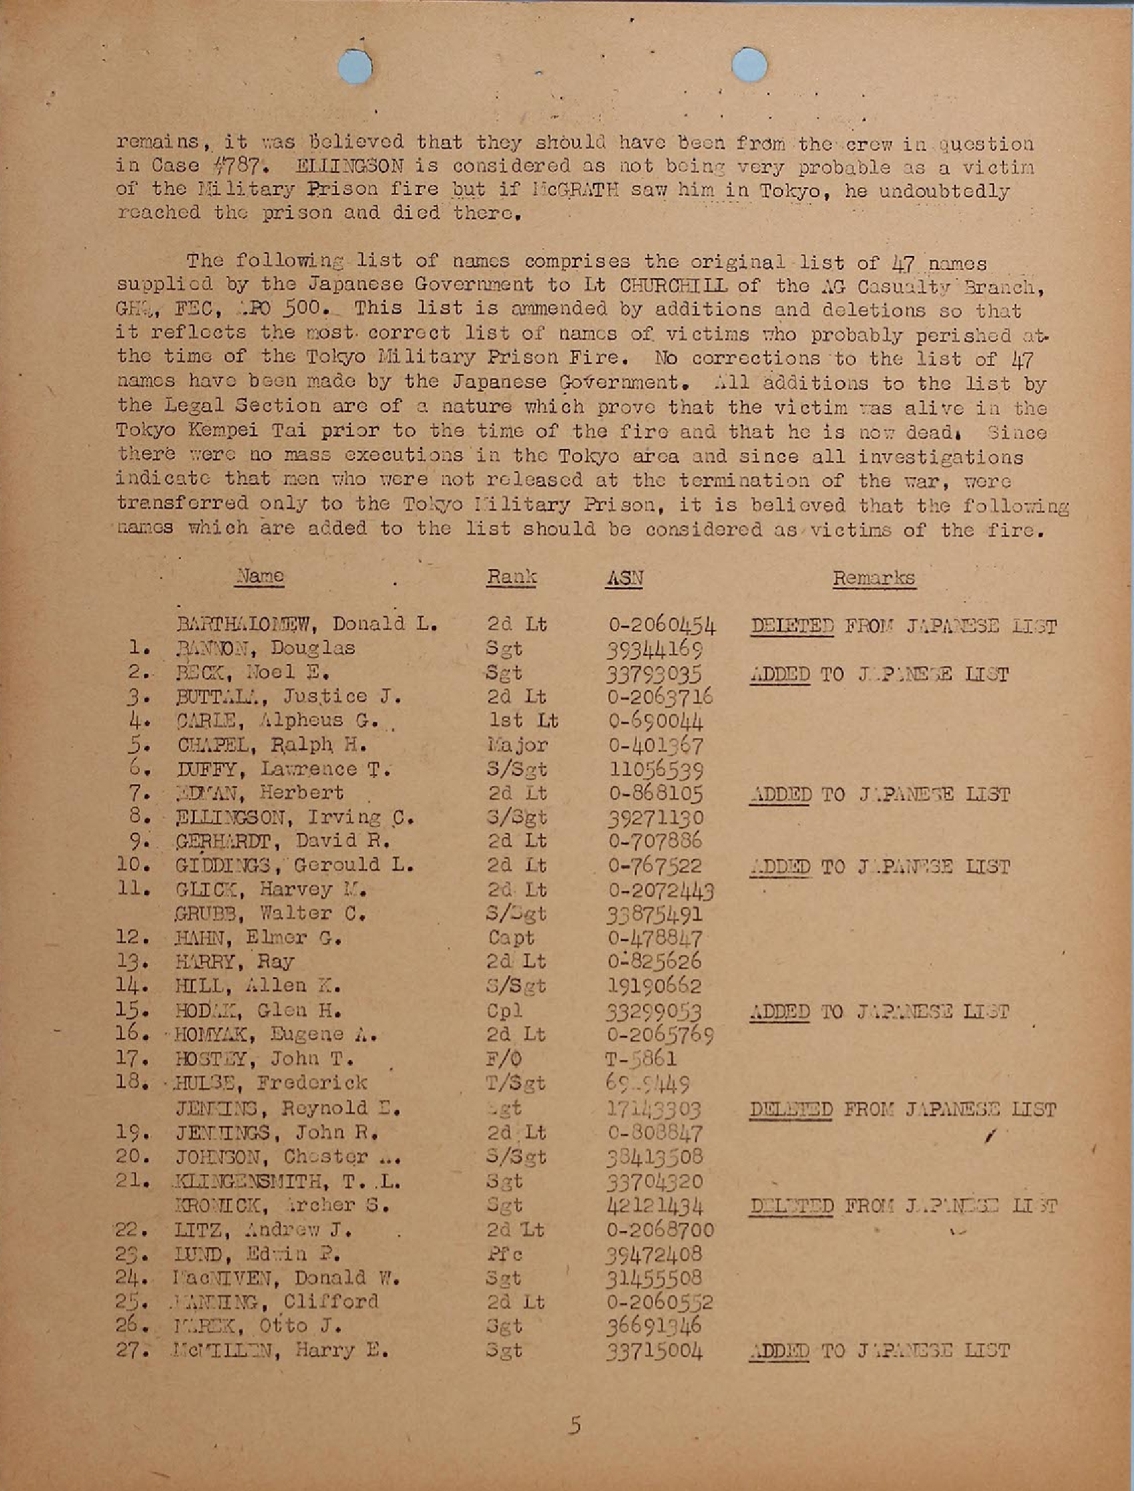 remains, it was believed that they should have been from the crew in question
in Case #787. ELLINGSON is considered as not being very probable as a victim
of the Military Prison fire but if McGRATH saw him in Tokyo, he undoubtedly
reached the prison and died there.
The following list of names comprises the original list of 47 names
supplied by the Japanese Government to Lt CHURCHILL of the AG Casualty Branch,
GHQ, FEC, APO 500. This list is ammended by additions and deletions so that
it reflects the most correct list of names of victims who probably perished at
the time of the Tokyo Military Prison Fire. No corrections to the list of 47
names have been made by the Japanese Government. All additions to the list by
the Legal Section are of a nature which prove that the victim was alive in the
Tokyo Kempei Tai prior to the time of the fire and that he is now dead. Since
there were no mass executions in the Tokyo area and since all investigations
indicate that men who were not released at the termination of the war, were
transferred only to the Tokyo Military Prison, it is believed that the following
names which are added to the list should be considered as victims of the fire.
Name Rank ASN Remarks
BARTHALOMEW, Donald L. 2d Lt 0-2060454 DELETED FROM JAPANESE LIST
1. BANNON, Douglas Sgt 39344169
2. BECK, Noel E. Sgt 33793035 ADDED TO JAPANESE LIST
3. BUTTALA, Justice J. 2d Lt 0-2063716
4. CARLE, Alpheus G. 1st Lt 0-690044
5. CHAPEL, Ralph H. Major 0-401367
6. DUFFY, Lawrence T. S/Sgt 11056539
7. EDMAN, Herbert 2d Lt 0-868105 ADDED TO JAPANESE LIST
8. ELLINGSON, Irving C. S/Sgt 39271130
9. GERHARDT, David R. 2d Lt 0-707886
10. GIDDINGS, Gerould L. 2d Lt 0-767522 ADDED TO JAPANESE LIST
11. GLICK, Harvey M. 2d Lt 0-2072443
GRUBB, Walter C. S/Sgt 33875491
12. HAHN, Elmer G. Capt 0-478847
13. HARRY, Ray 2d Lt 0-825626
14. HILL, Allen K. S/Sgt 19190662
15. HODAK, Glen H. Cpl 33299053 ADDED TO JAPANESE LIST
16. HOMYAK, Eugene A. 2d Lt 0-2065769
17. HOSTEY, John T. F/O T-5861
18. HULSE, Frederick T/Sgt
JENKINS, Reynold E. Sgt 17143303 DELETED FROM JAPANESE LIST
19. JENNINGS, John R. 2d Lt 0-808847
20. JOHNSON, Chester S/Sgt 38413508
21. KLINGENSMITH, T. L. Sgt 33704320
KRONICK, Archer S. Sgt 42121434 DELETED FROM JAPANESE LIST
22. LITZ, Andrew J. 2d Lt 0-2068700
23. LUND, Edwin P. Pfc 39472408
24. MacNIVEN, Donald W. Sgt 31455508
25. MANNING, Clifford 2d Lt 0-2060552
26. MAREK, Otto J. Sgt 36691346
27. McMILLEN, Harry E. Sgt 33715004 ADDED TO JAPANESE LIST
5